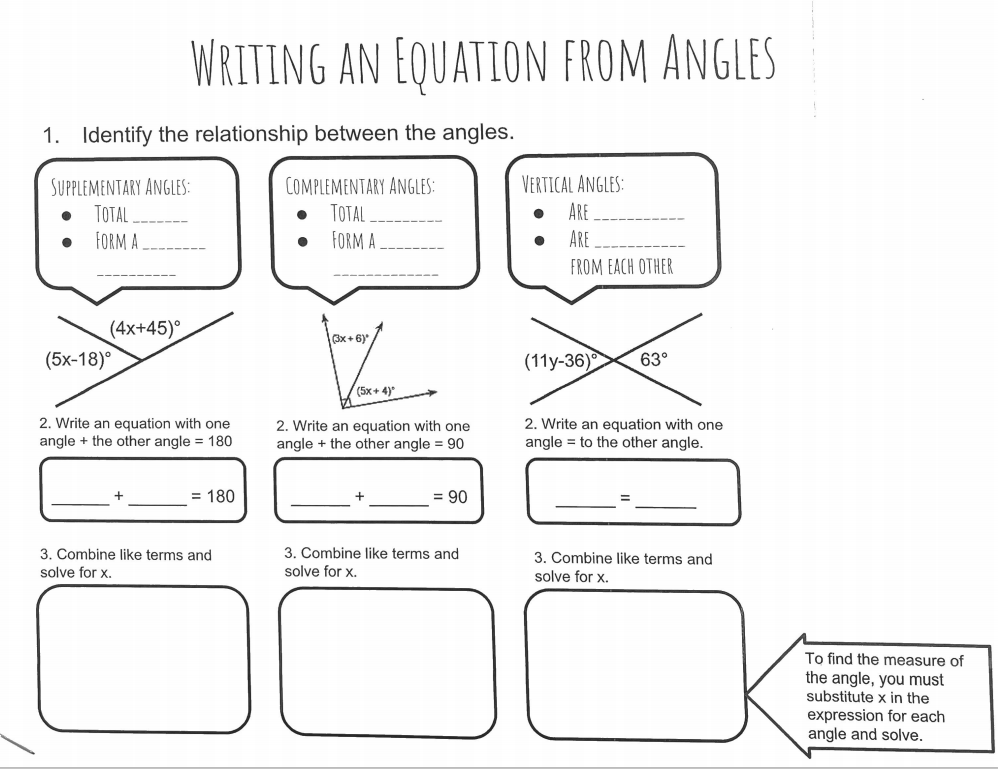 WRITING AN EQUATION FROM ANGLES
1. Identify the relationship between the angles.
SUPPLEMENTARY ANGLES:
● TOTAL _______
● FORM A ________
__________
COMPLEMENTARY ANGLES:
● TOTAL _________
● FORM A ________
_____________
VERTICAL ANGLES:
● ARE ___________
● ARE ___________
FROM EACH OTHER
(4x+45)°
(5x-18)°
(3x + 6)°
(5x + 4)°
(11y-36)°
63°
2. Write an equation with one
angle + the other angle = 180
______ + ______ = 180
2. Write an equation with one
angle + the other angle = 90
______ + ______ = 90
2. Write an equation with one
angle = to the other angle.
______ = ______
3. Combine like terms and
solve for x.
3. Combine like terms and
solve for x.
3. Combine like terms and
solve for x.
To find the measure of
the angle, you must
substitute x in the
expression for each
angle and solve.